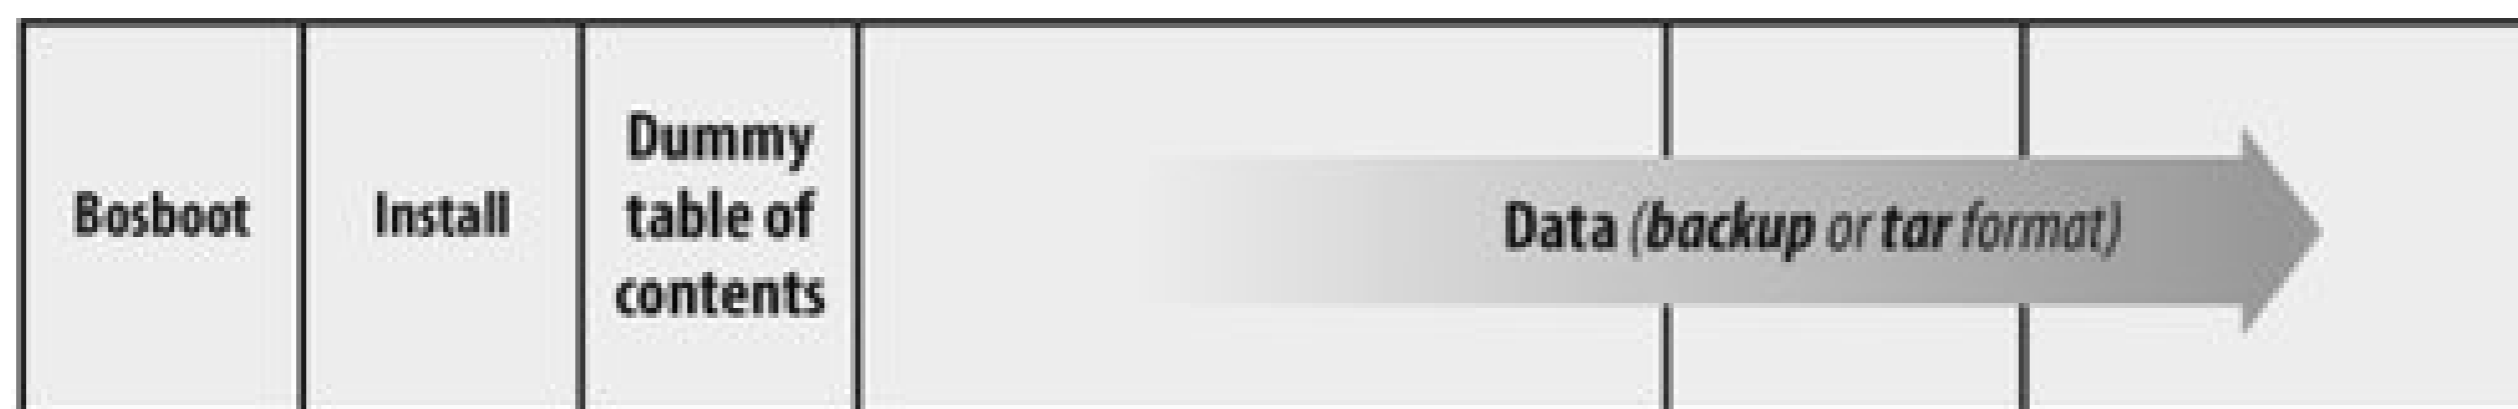 Bosboot
Install
Dummy
table of
contents
Data (backup or tar format)